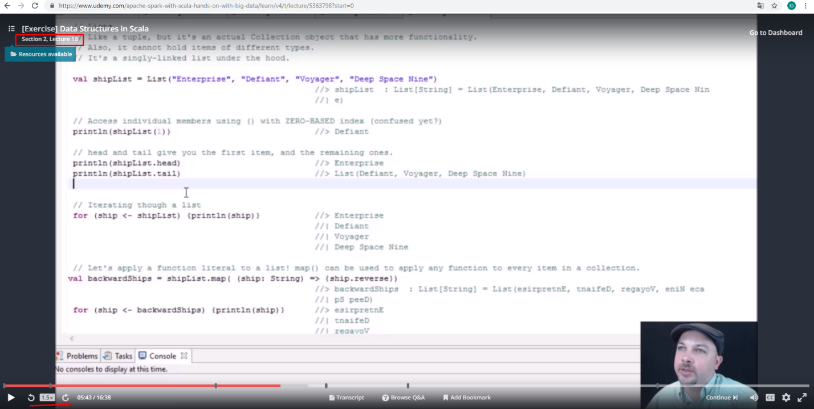 https://www.udemy.com/apache-spark-with-scala-hands-on-with-big-data/learn/v4/t/lecture/5363798?start=0
[Exercise] Data Structures in Scala
Section 2, Lecture 10
Go to Dashboard
Resources available
// Like a tuple, but it's an actual Collection object that has more functionality.
// Also, it cannot hold items of different types.
// It's a singly-linked list under the hood.
val shipList = List("Enterprise", "Defiant", "Voyager", "Deep Space Nine")
//> shipList : List[String] = List(Enterprise, Defiant, Voyager, Deep Space Nin
//| e)
// Access individual members using () with ZERO-BASED index (confused yet?)
println(shipList(1)) //> Defiant
// head and tail give you the first item, and the remaining ones.
println(shipList.head) //> Enterprise
println(shipList.tail) //> List(Defiant, Voyager, Deep Space Nine)
// Iterating though a list
for (ship <- shipList) {println(ship)} //> Enterprise
//| Defiant
//| Voyager
//| Deep Space Nine
// Let's apply a function literal to a list! map() can be used to apply any function to every item in a collection.
val backwardShips = shipList.map( (ship: String) => {ship.reverse})
//> backwardShips : List[String] = List(esirpretnE, tnaifeD, regayoV, eniN eca
//| pS peeD)
for (ship <- backwardShips) {println(ship)} //> esirpretnE
//| tnaifeD
//| regayoV
Problems Tasks Console
No consoles to display at this time.
1.5x 05:43 / 16:38 Transcript Browse Q&A Add Bookmark Continue